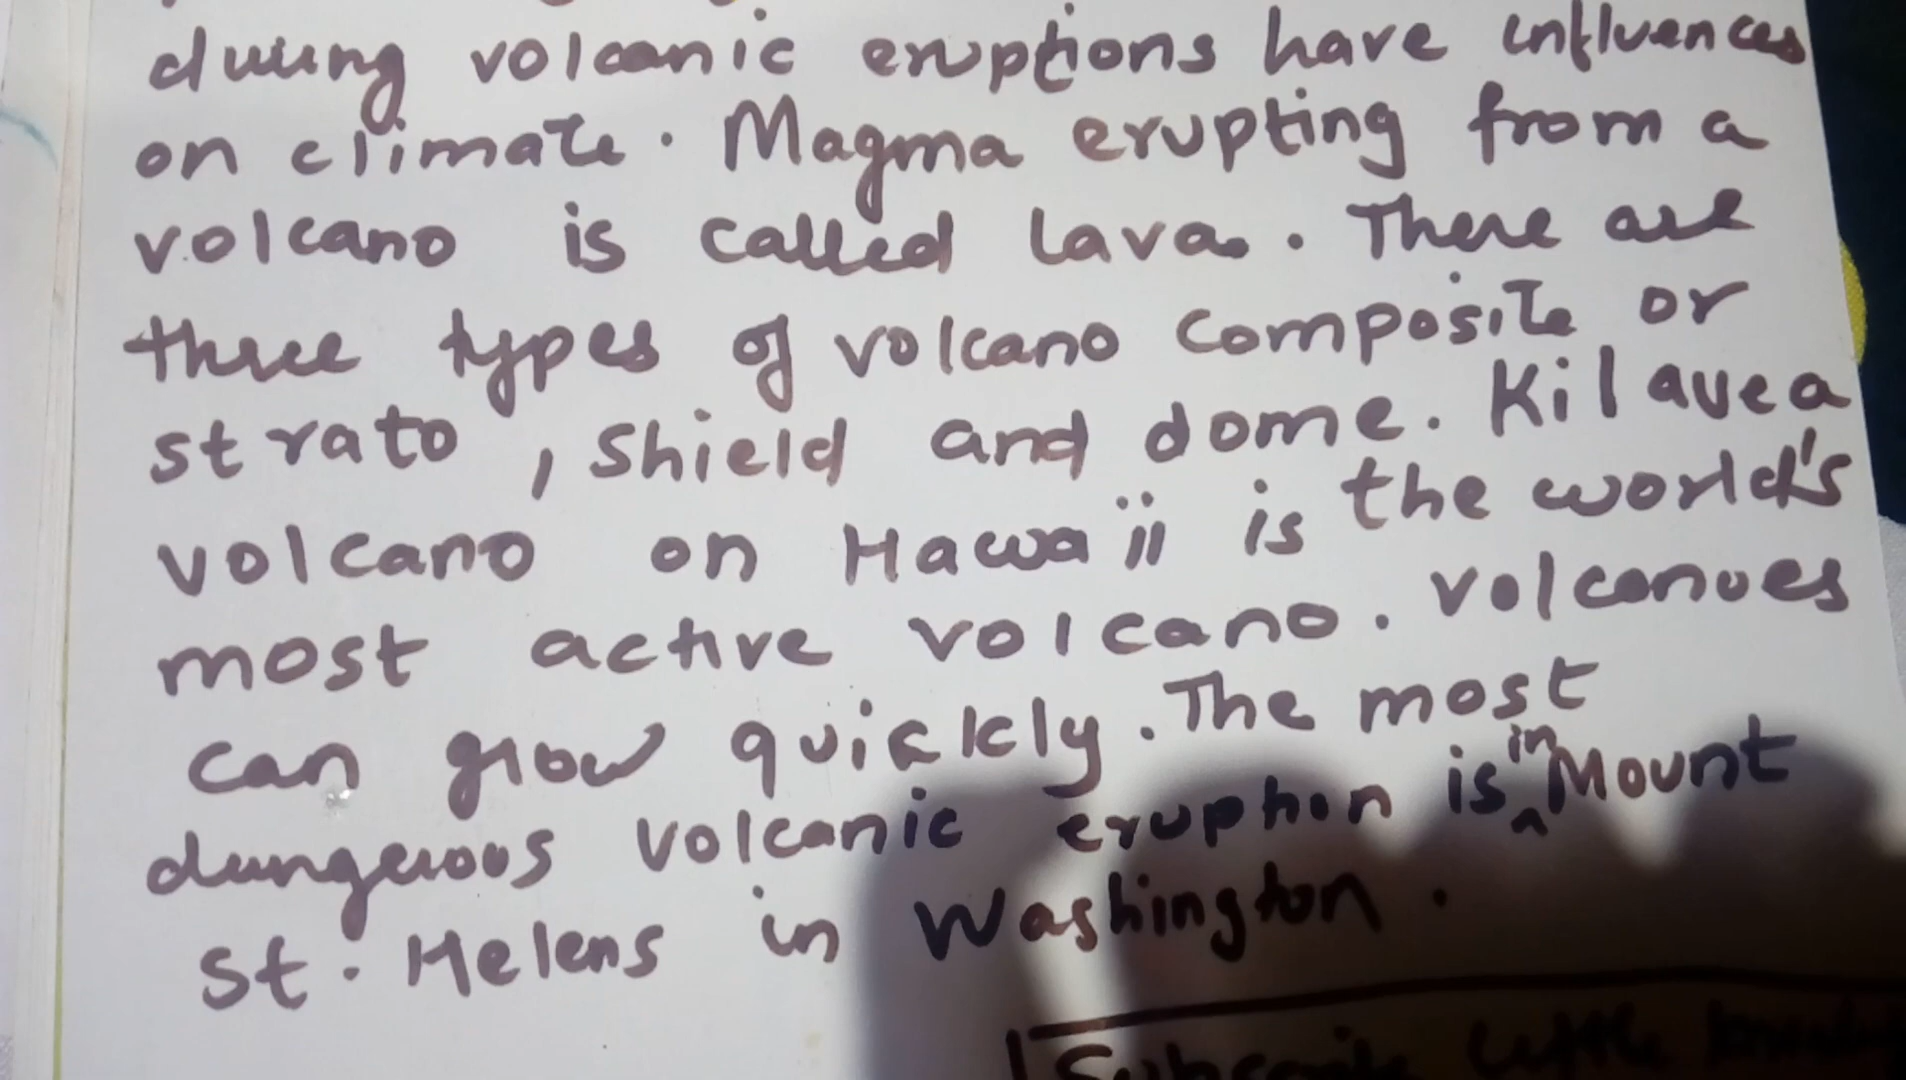 during volcanic eruptions have influences
on climate. Magma erupting from a
volcano is called lava. There are
three types of volcano composite or
strato, Shield and dome. Kilavea
volcano on Hawaii is the world's
most active volcano. volcanoes
can grow quickly. The most
dangerous volcanic eruption is in Mount
St. Helens in Washington.
Subscribe Little